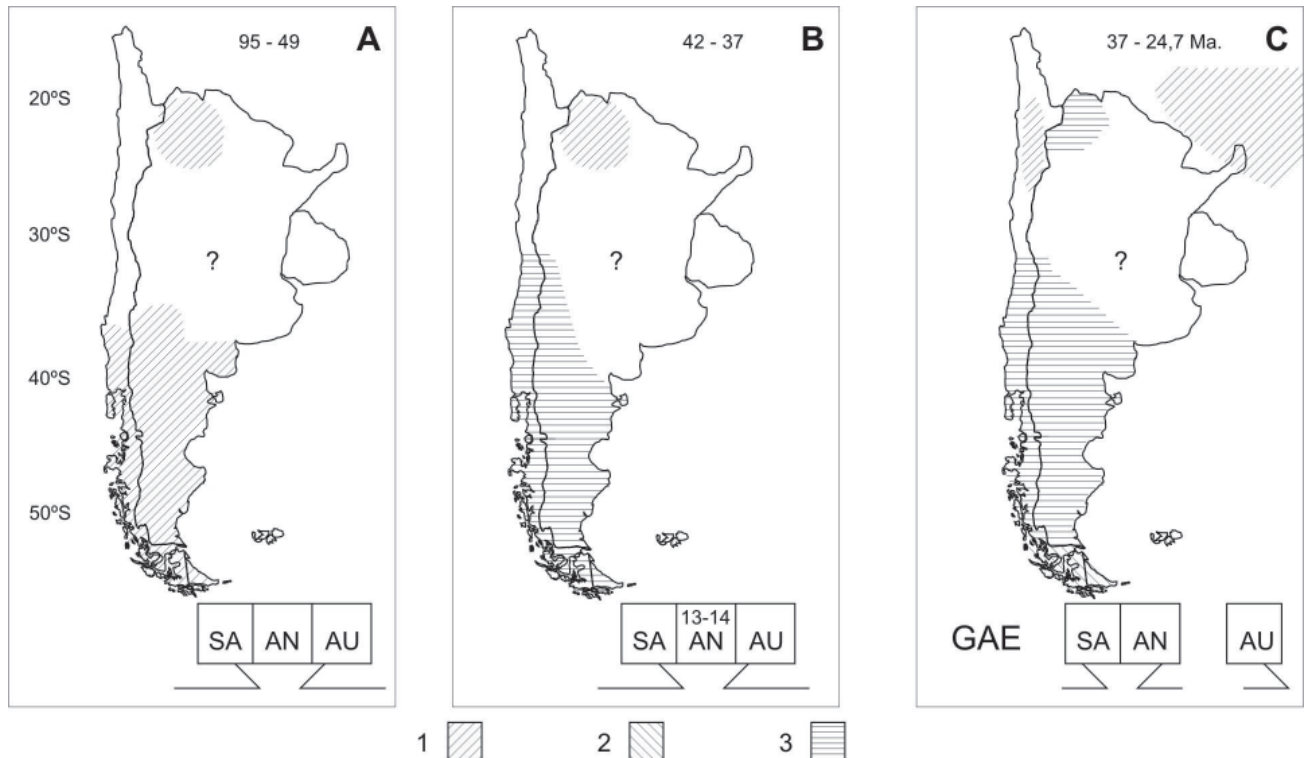 95 - 49
A
20ºS
30ºS
?
40ºS
50ºS
SA
AN
AU
42 - 37
B
?
13-14
SA
AN
AU
37 - 24,7 Ma.
C
?
GAE
SA
AN
AU
1
2
3